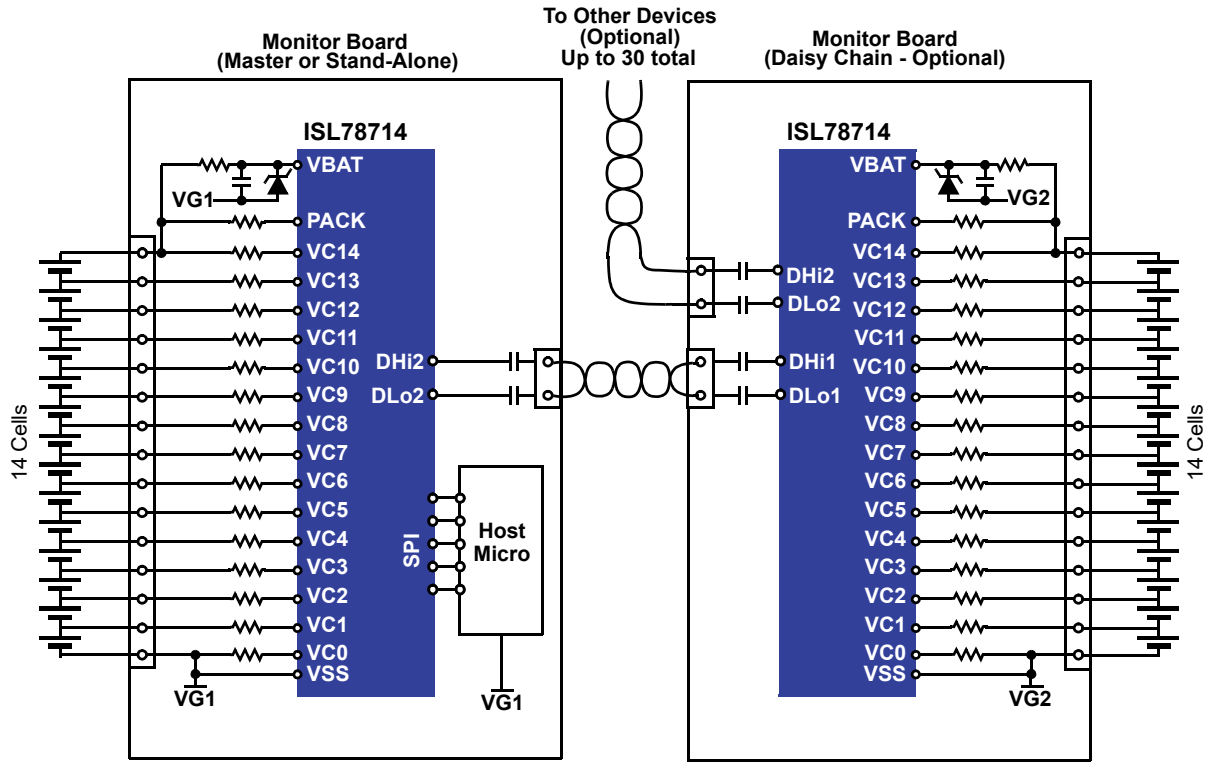 To Other Devices
(Optional)
Up to 30 total
Monitor Board
(Master or Stand-Alone)
Monitor Board
(Daisy Chain - Optional)
ISL78714
VBAT
VG1
PACK
VC14
VC13
VC12
VC11
VC10
VC9
VC8
VC7
VC6
VC5
VC4
VC3
VC2
VC1
VC0
VSS
VG1
14 Cells
DHi2
DLo2
SPI
Host
Micro
VG1
ISL78714
VBAT
VG2
PACK
VC14
DHi2
VC13
DLo2
VC12
VC11
DHi1
VC10
DLo1
VC9
VC8
VC7
VC6
VC5
VC4
VC3
VC2
VC1
VC0
VSS
VG2
14 Cells